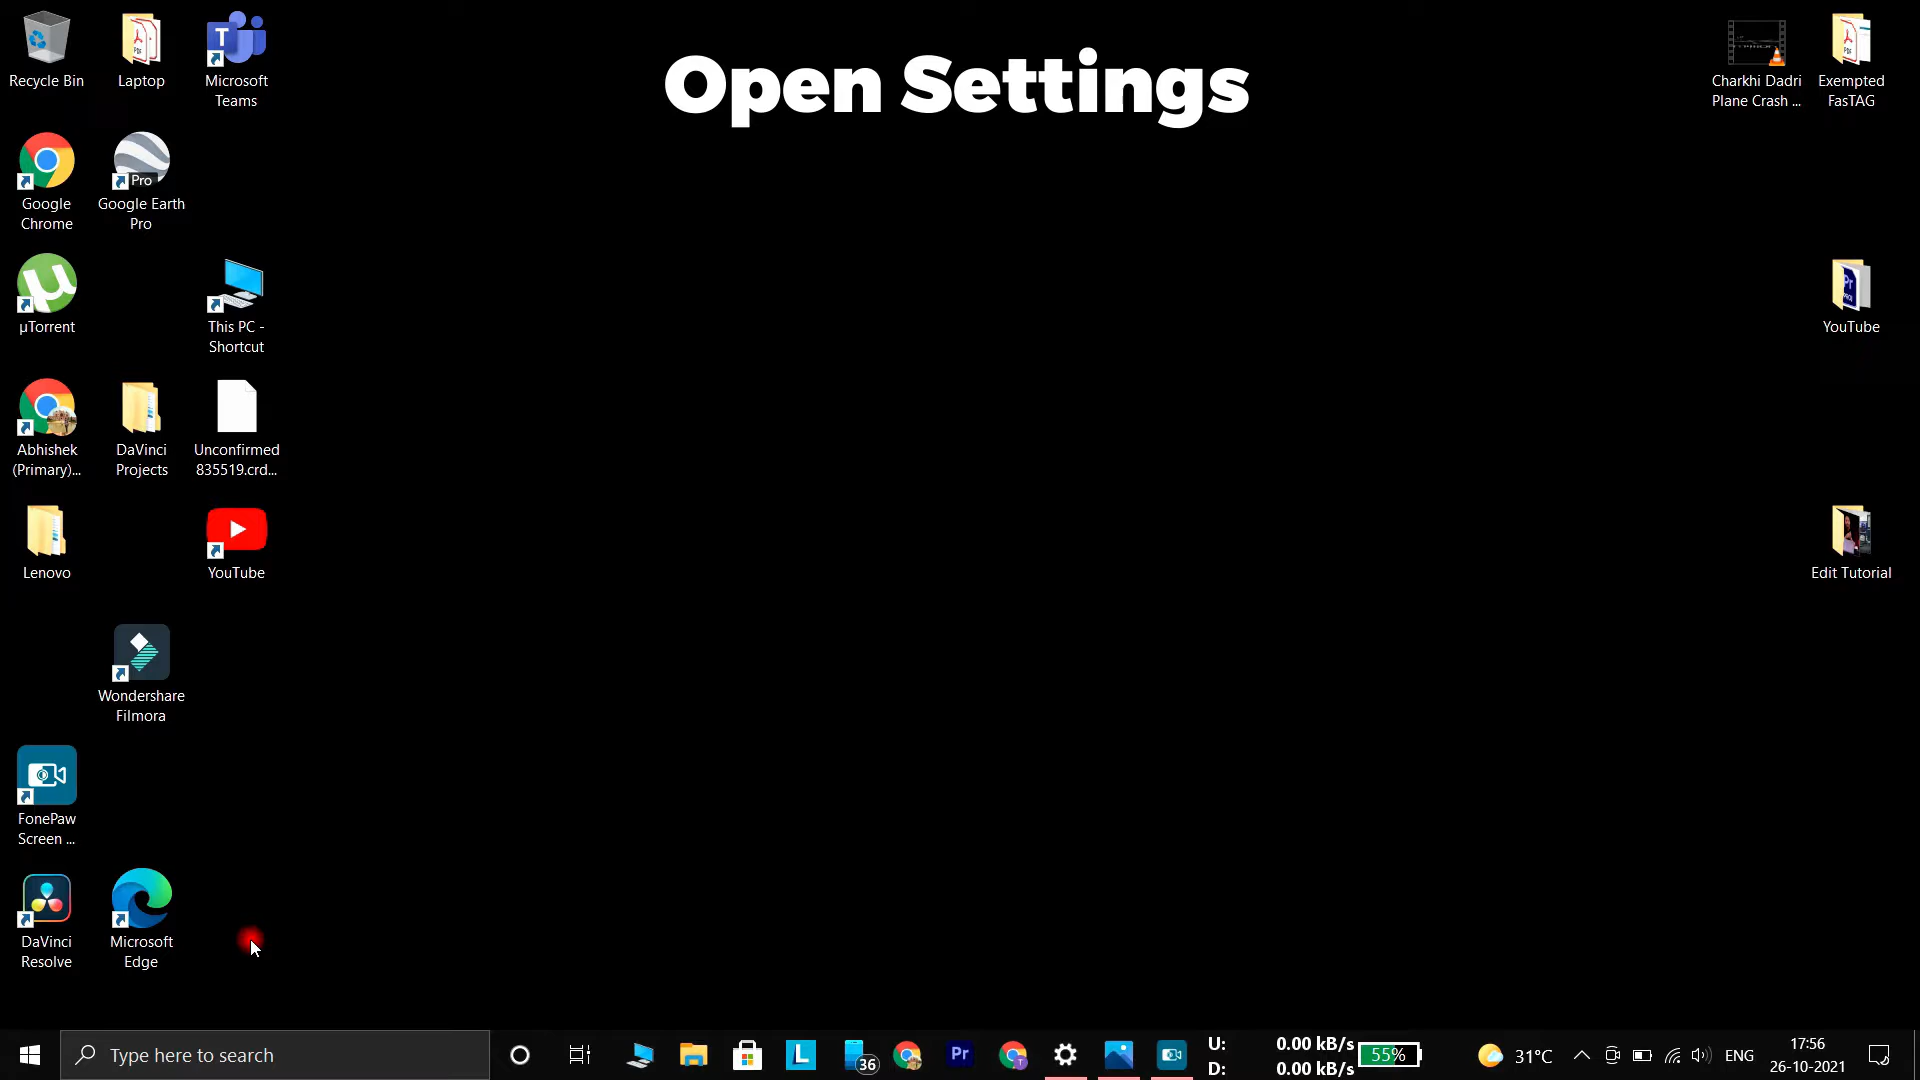 Open Settings
Recycle Bin
Laptop
Microsoft
Teams
Charkhi Dadri
Plane Crash ...
Exempted
FasTAG
Google
Chrome
Pro
Google Earth
Pro
µTorrent
This PC -
Shortcut
YouTube
Abhishek
(Primary)...
DaVinci
Projects
Unconfirmed
835519.crd...
Lenovo
YouTube
Edit Tutorial
Wondershare
Filmora
FonePaw
Screen ...
DaVinci
Resolve
Microsoft
Edge
Type here to search
L
36
Pr
T
U: 0.00 kB/s
D: 0.00 kB/s
55%
31°C
ENG
17:56
26-10-2021